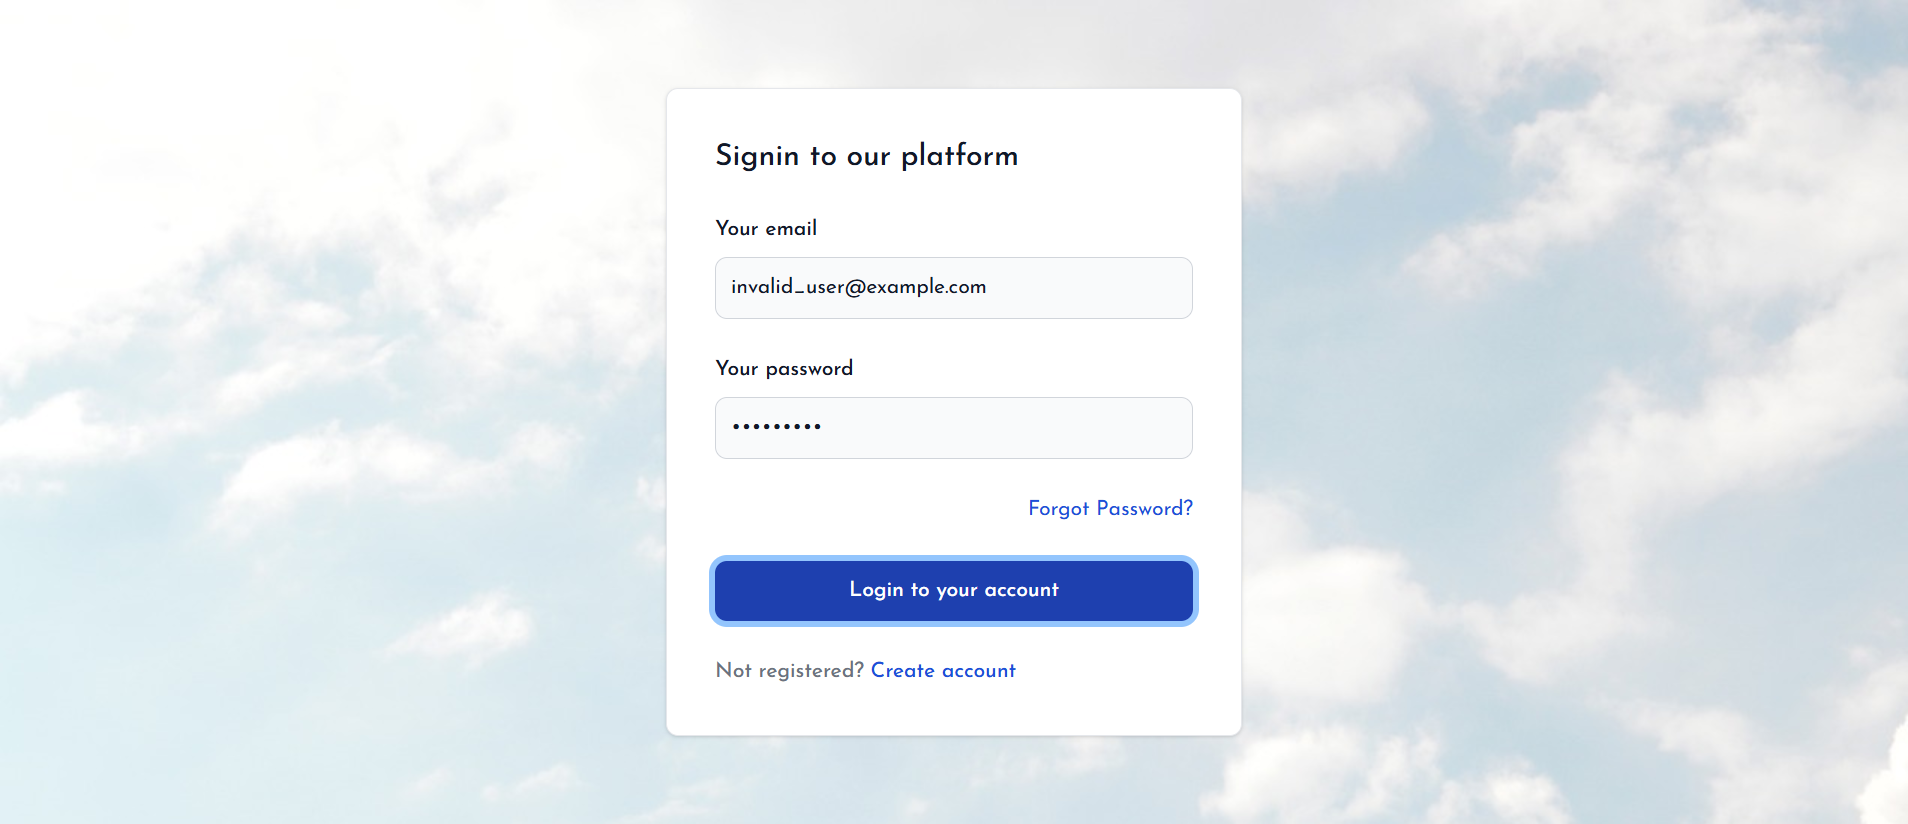 Signin to our platform
Your email
invalid_user@example.com
Your password
•••••••••
Forgot Password?
Login to your account
Not registered? Create account